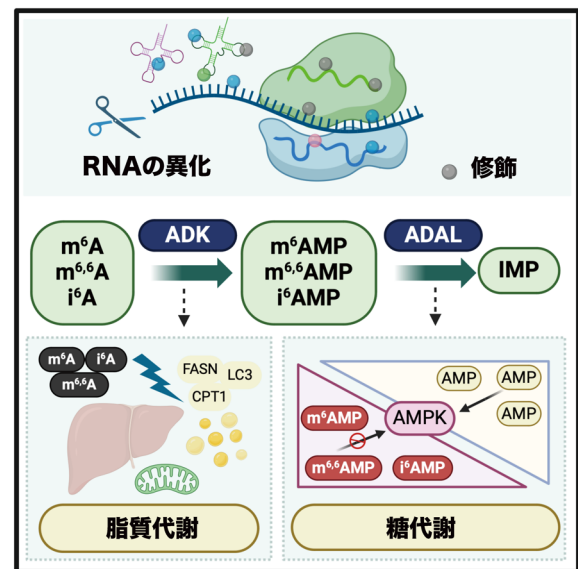 RNAの異化
修飾
m⁶A
m⁶,⁶A
i⁶A
ADK
m⁶AMP
m⁶,⁶AMP
i⁶AMP
ADAL
IMP
m⁶A
i⁶A
m⁶,⁶A
FASN
LC3
CPT1
脂質代謝
AMP
AMP
AMP
m⁶AMP
AMPK
m⁶,⁶AMP
i⁶AMP
糖代謝